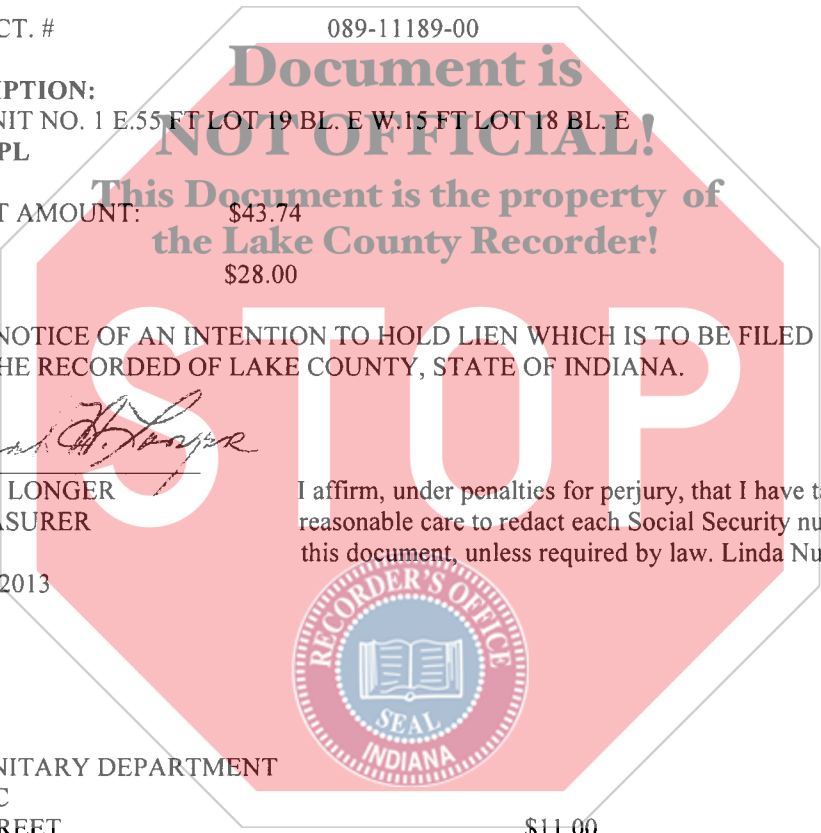 CT. # 089-11189-00
Document is
PTION:
NIT NO. 1 E.55 FT LOT 19 BL. E W.15 FT LOT 18 BL. E
NOT OFFICIAL!
PL
This Document is the property of
T AMOUNT: $43.74
the Lake County Recorder!
$28.00
NOTICE OF AN INTENTION TO HOLD LIEN WHICH IS TO BE FILED
HE RECORDED OF LAKE COUNTY, STATE OF INDIANA.
STOP
H. Longer
LONGER
I affirm, under penalties for perjury, that I have t
ASURER
reasonable care to redact each Social Security nu
this document, unless required by law. Linda Nu
2013
RECORDER'S OFFICE
SEAL
INDIANA
NITARY DEPARTMENT
C
REET $11.00